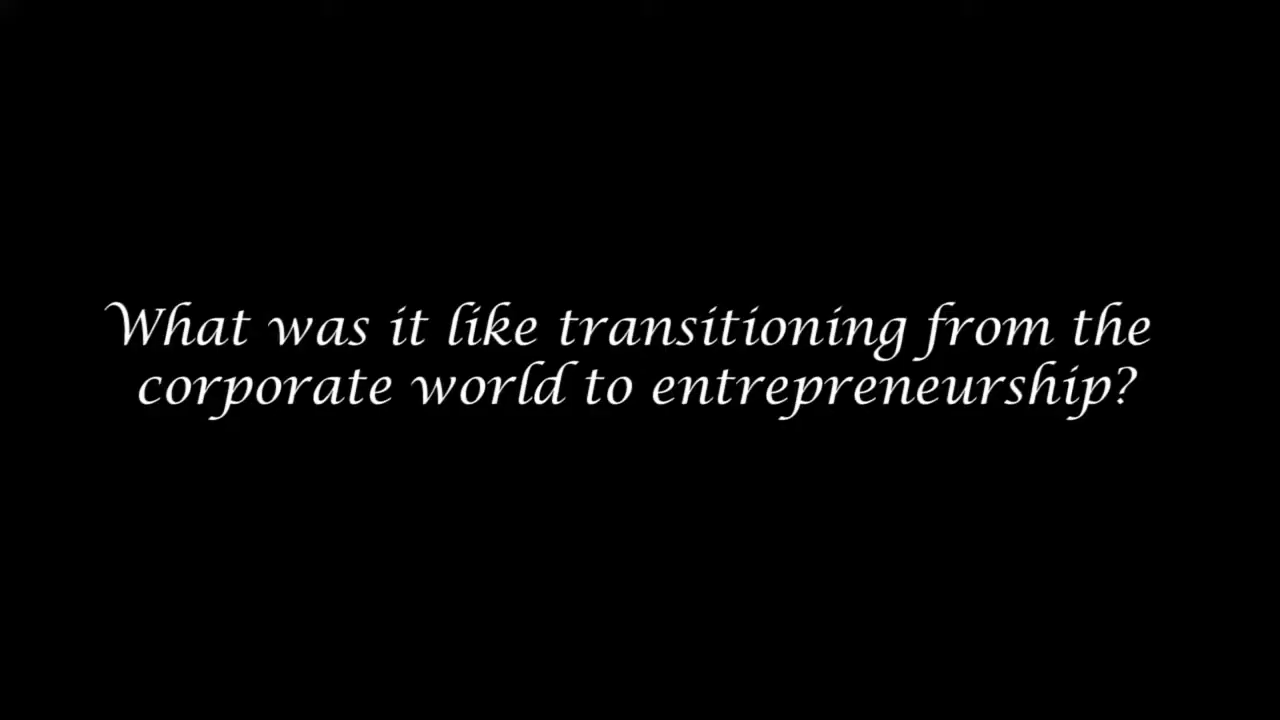 What was it like transitioning from the
corporate world to entrepreneurship?